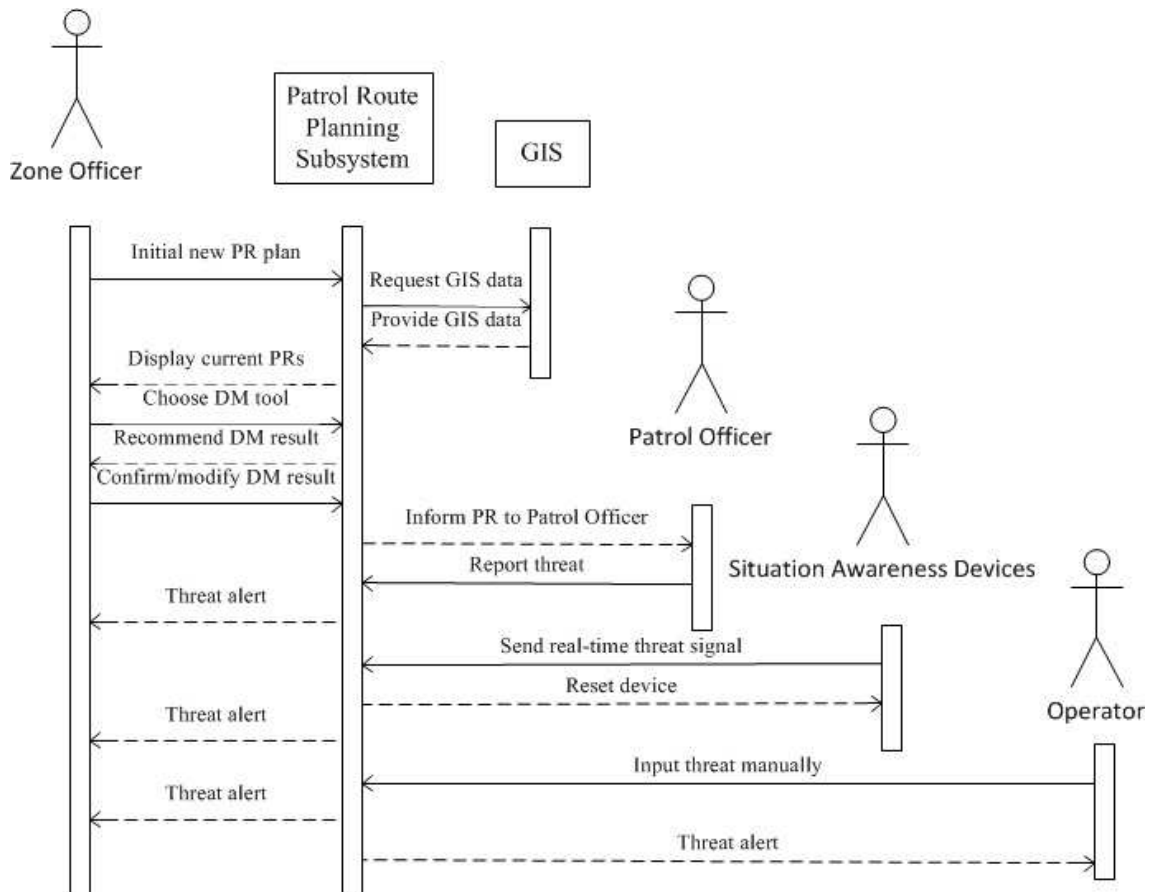 Zone Officer
Patrol Route
Planning
Subsystem
GIS
Initial new PR plan
Request GIS data
Provide GIS data
Display current PRs
Choose DM tool
Recommend DM result
Confirm/modify DM result
Patrol Officer
Inform PR to Patrol Officer
Report threat
Situation Awareness Devices
Threat alert
Send real-time threat signal
Reset device
Threat alert
Operator
Input threat manually
Threat alert
Threat alert